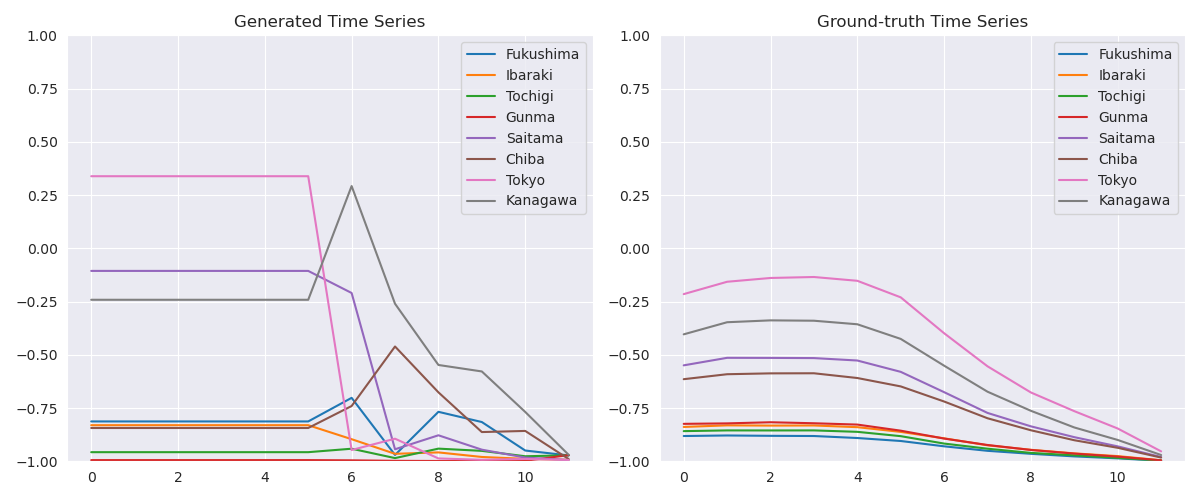 Generated Time Series
1.00
0.75
0.50
0.25
0.00
−0.25
−0.50
−0.75
−1.00
0 2 4 6 8 10
Fukushima
Ibaraki
Tochigi
Gunma
Saitama
Chiba
Tokyo
Kanagawa
Ground-truth Time Series
1.00
0.75
0.50
0.25
0.00
−0.25
−0.50
−0.75
−1.00
0 2 4 6 8 10
Fukushima
Ibaraki
Tochigi
Gunma
Saitama
Chiba
Tokyo
Kanagawa